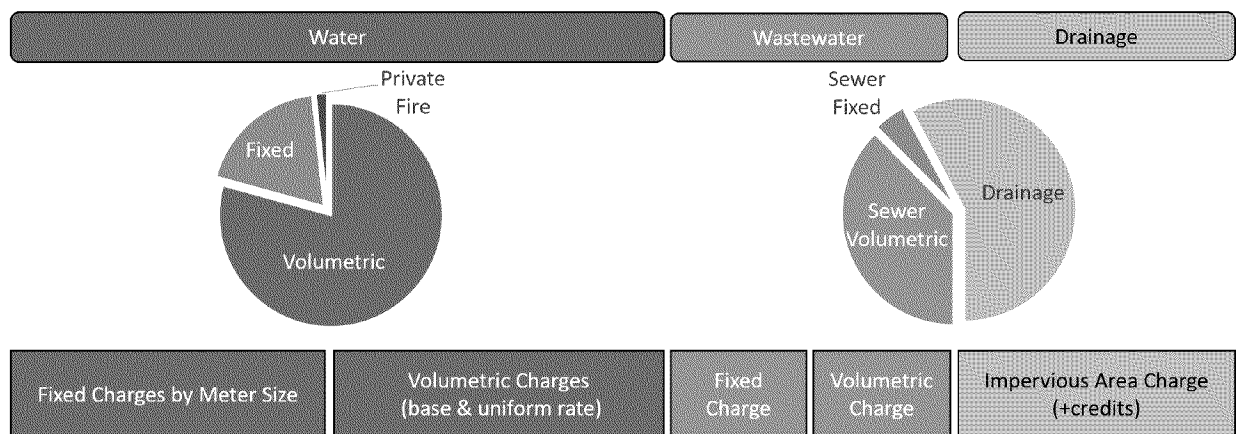 Water
Wastewater
Drainage
Private
Fire
Fixed
Volumetric
Sewer
Fixed
Sewer
Volumetric
Drainage
Fixed Charges by Meter Size
Volumetric Charges
(base & uniform rate)
Fixed
Charge
Volumetric
Charge
Impervious Area Charge
(+credits)